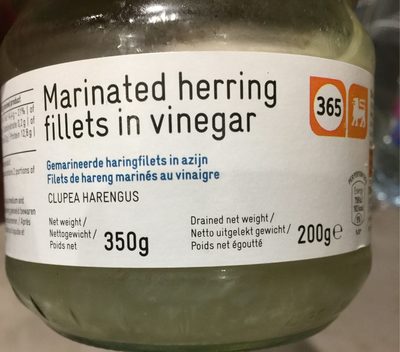 Marinated herring
fillets in vinegar
365
Gemarineerde haringfilets in azijn
Filets de hareng marinés au vinaigre
CLUPEA HARENGUS
Net weight/
Nettogewicht/
Poids net
350g
Drained net weight/
Netto uitgelekt gewicht/
Poids net égoutté
200g℮